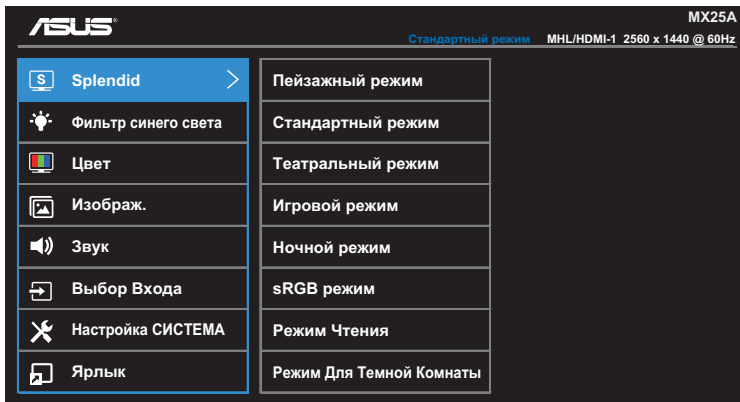 ASUS®
MX25A
Стандартный режим MHL/HDMI-1 2560 x 1440 @ 60Hz
S Splendid
Фильтр синего света
Цвет
Изображ.
Звук
Выбор Входа
Настройка СИСТЕМА
Ярлык
Пейзажный режим
Стандартный режим
Театральный режим
Игровой режим
Ночной режим
sRGB режим
Режим Чтения
Режим Для Темной Комнаты